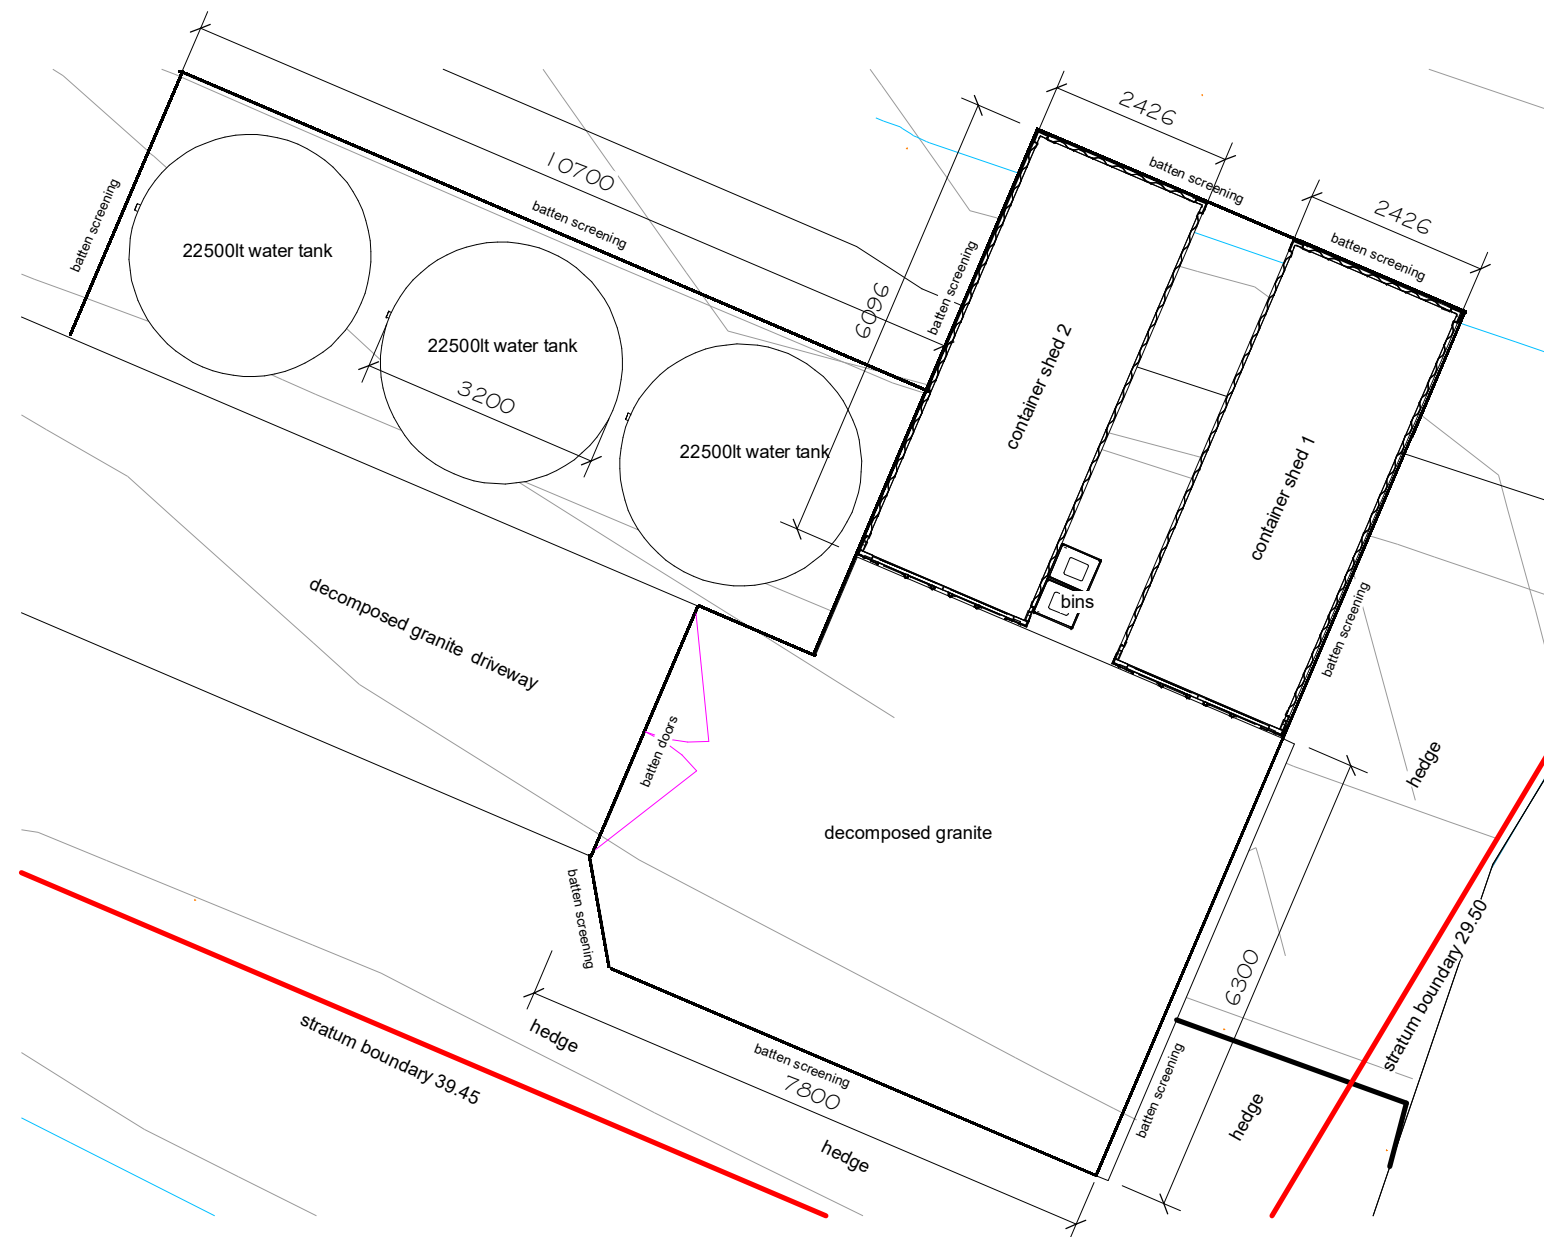 2426
batten screening
2426
batten screening
10700
batten screening
batten screening
22500lt water tank
6096
batten screening
container shed 2
22500lt water tank
3200
22500lt water tank
container shed 1
decomposed granite driveway
bins
batten screening
batten doors
hedge
decomposed granite
batten screening
stratum boundary 29.50
6300
stratum boundary 39.45
hedge
batten screening
7800
batten screening
hedge
hedge